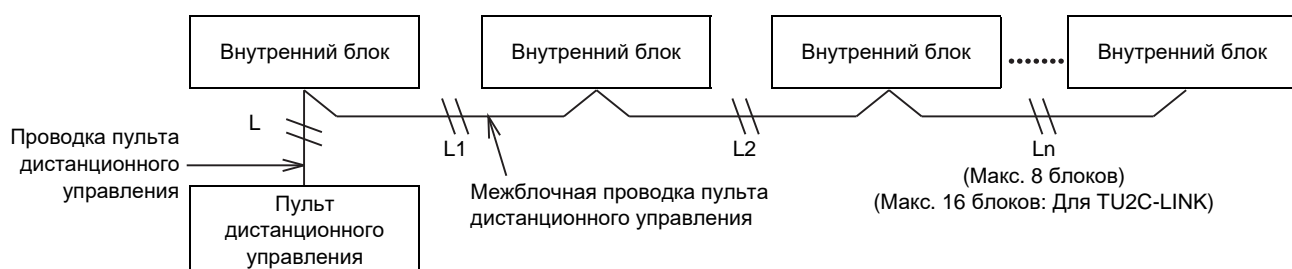 Внутренний блок
Внутренний блок
Внутренний блок
Внутренний блок
L
L1
L2
Ln
Проводка пульта
дистанционного
управления
Межблочная проводка пульта
дистанционного управления
(Макс. 8 блоков)
(Макс. 16 блоков: Для TU2C-LINK)
Пульт
дистанционного
управления